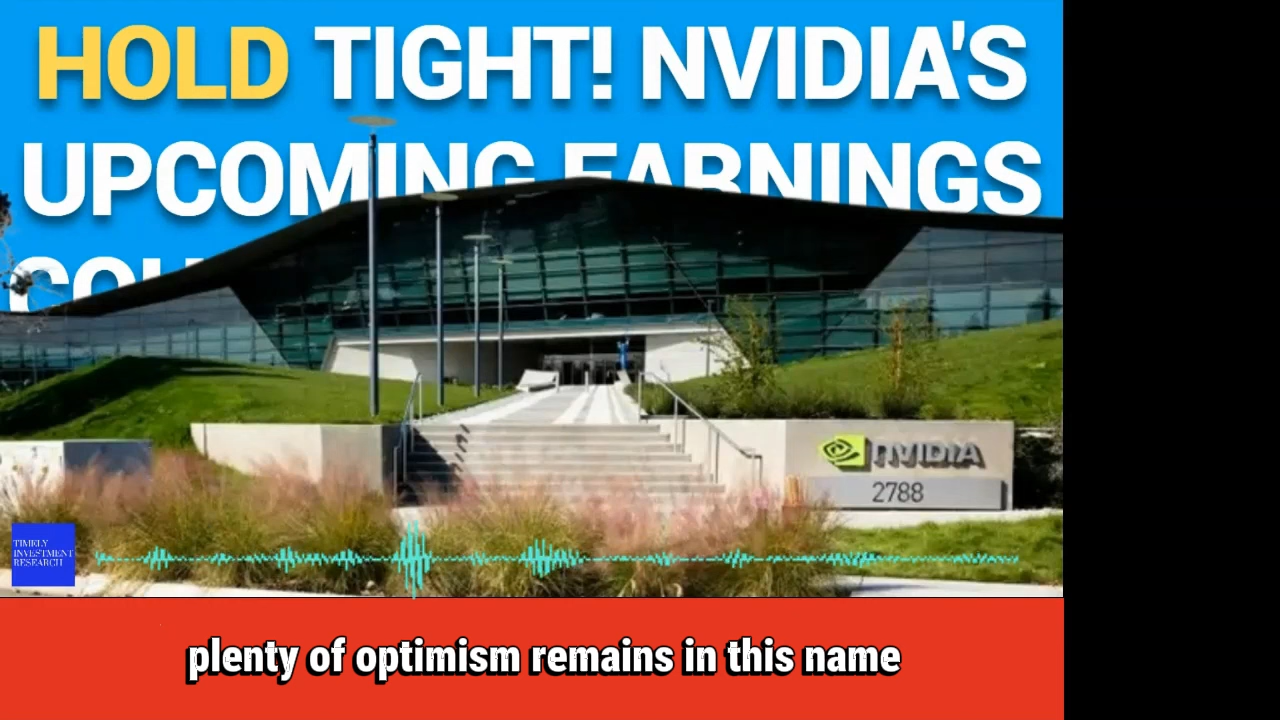 HOLD TIGHT! NVIDIA'S
UPCOMING EARNINGS
NVIDIA
2788
TIMELY
INVESTMENT
RESEARCH
plenty of optimism remains in this name